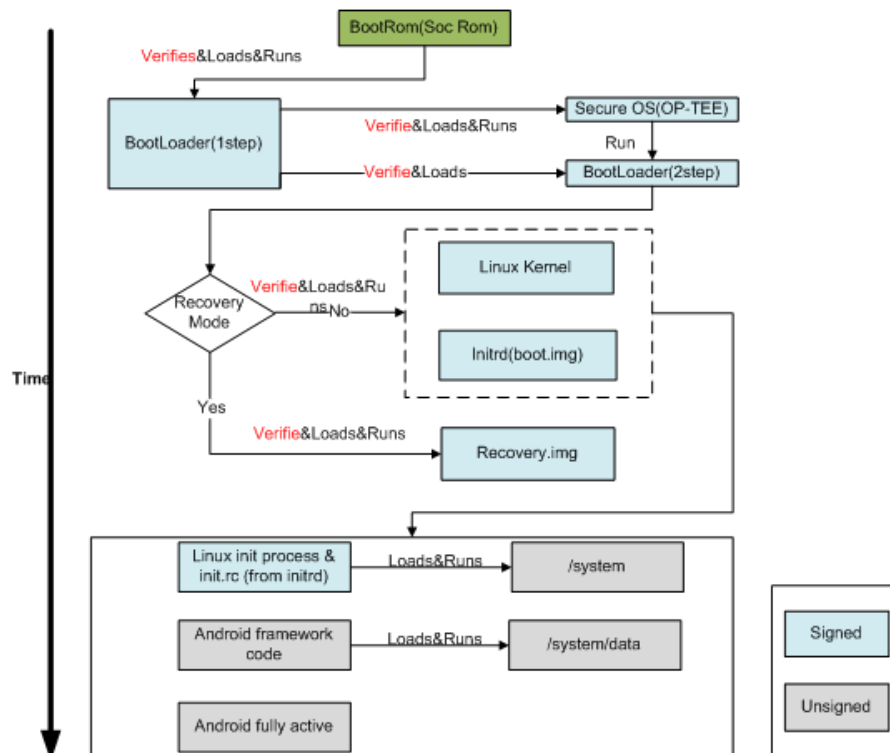 BootRom(Soc Rom)
Verifies&Loads&Runs
BootLoader(1step)
Secure OS(OP-TEE)
Verifie&Loads&Runs
Run
Verifie&Loads
BootLoader(2step)
Recovery
Mode
Verifie&Loads&Ru
nsNo
Linux Kernel
Initrd(boot.img)
Time
Yes
Verifie&Loads&Runs
Recovery.img
Linux init process &
init.rc (from initrd)
Loads&Runs
/system
Android framework
code
Loads&Runs
/system/data
Android fully active
Signed
Unsigned